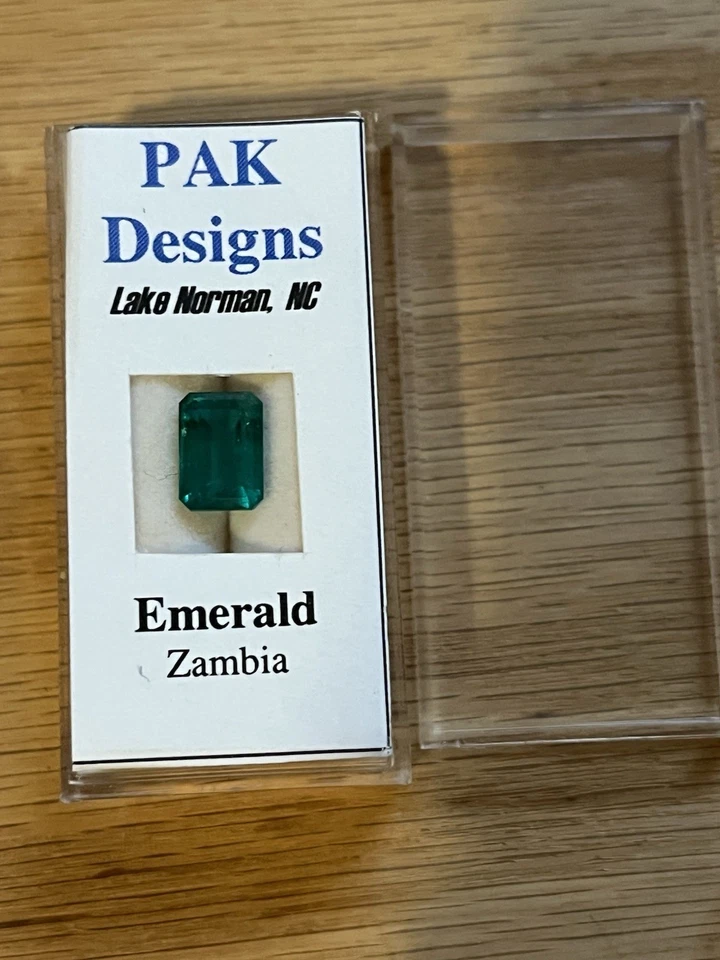 PAK
Designs
Lake Norman, NC
Emerald
Zambia